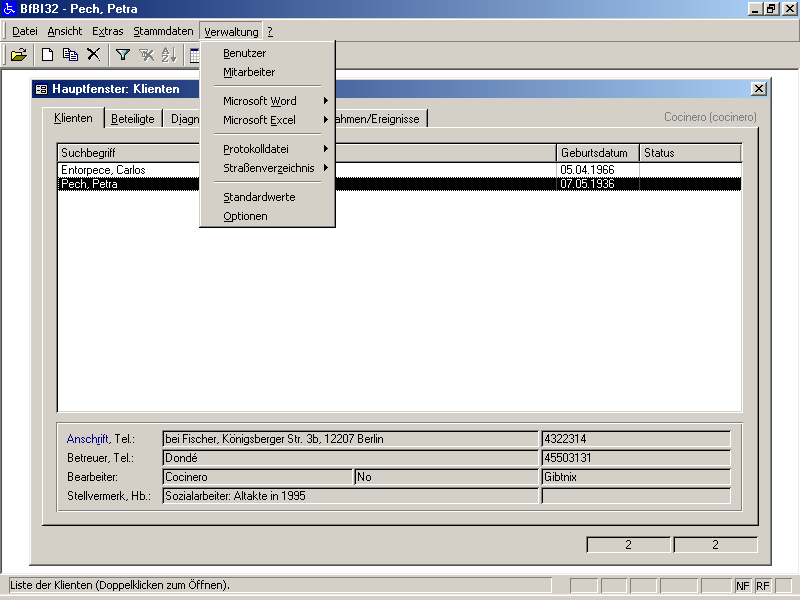 BfBI32 - Pech, Petra
Datei Ansicht Extras Stammdaten Verwaltung ?
Benutzer
Mitarbeiter
Microsoft Word
Microsoft Excel
Protokolldatei
Straßenverzeichnis
Standardwerte
Optionen
Hauptfenster: Klienten
Klienten Beteiligte Diagn ahmen/Ereignisse Cocinero (cocinero)
Suchbegriff Geburtsdatum Status
Entorpece, Carlos 05.04.1966
Pech, Petra 07.05.1936
Anschrift, Tel.: bei Fischer, Königsberger Str. 3b, 12207 Berlin 4322314
Betreuer, Tel.: Dondé 45503131
Bearbeiter: Cocinero No Gibtnix
Stellvermerk, Hb.: Sozialarbeiter: Altakte in 1995
2 2
Liste der Klienten (Doppelklicken zum Öffnen). NF RF